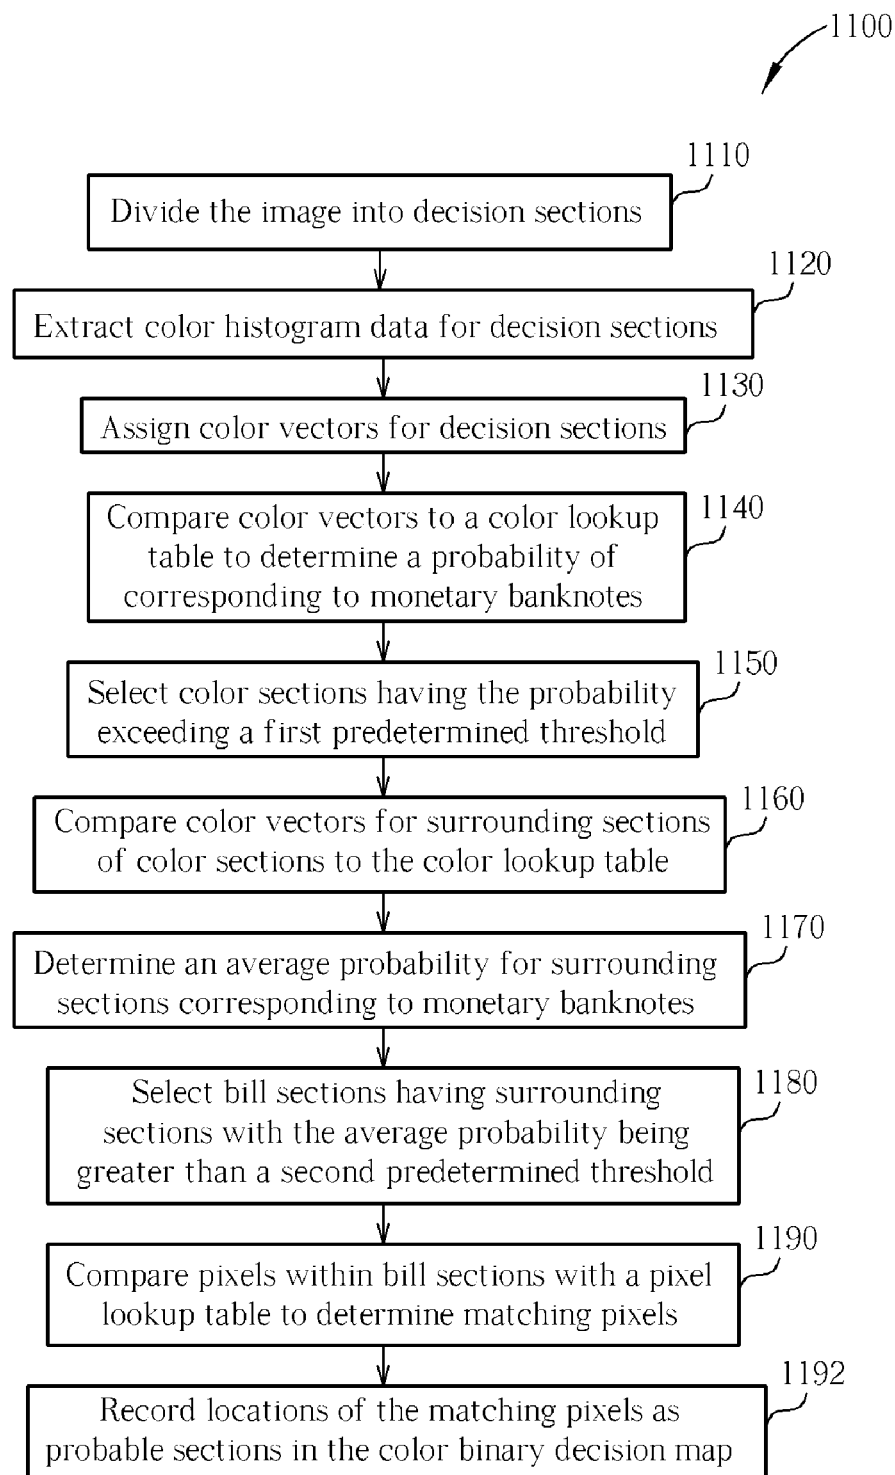 1100
1110
Divide the image into decision sections
1120
Extract color histogram data for decision sections
1130
Assign color vectors for decision sections
1140
Compare color vectors to a color lookup
table to determine a probability of
corresponding to monetary banknotes
1150
Select color sections having the probability
exceeding a first predetermined threshold
1160
Compare color vectors for surrounding sections
of color sections to the color lookup table
1170
Determine an average probability for surrounding
sections corresponding to monetary banknotes
1180
Select bill sections having surrounding
sections with the average probability being
greater than a second predetermined threshold
1190
Compare pixels within bill sections with a pixel
lookup table to determine matching pixels
1192
Record locations of the matching pixels as
probable sections in the color binary decision map